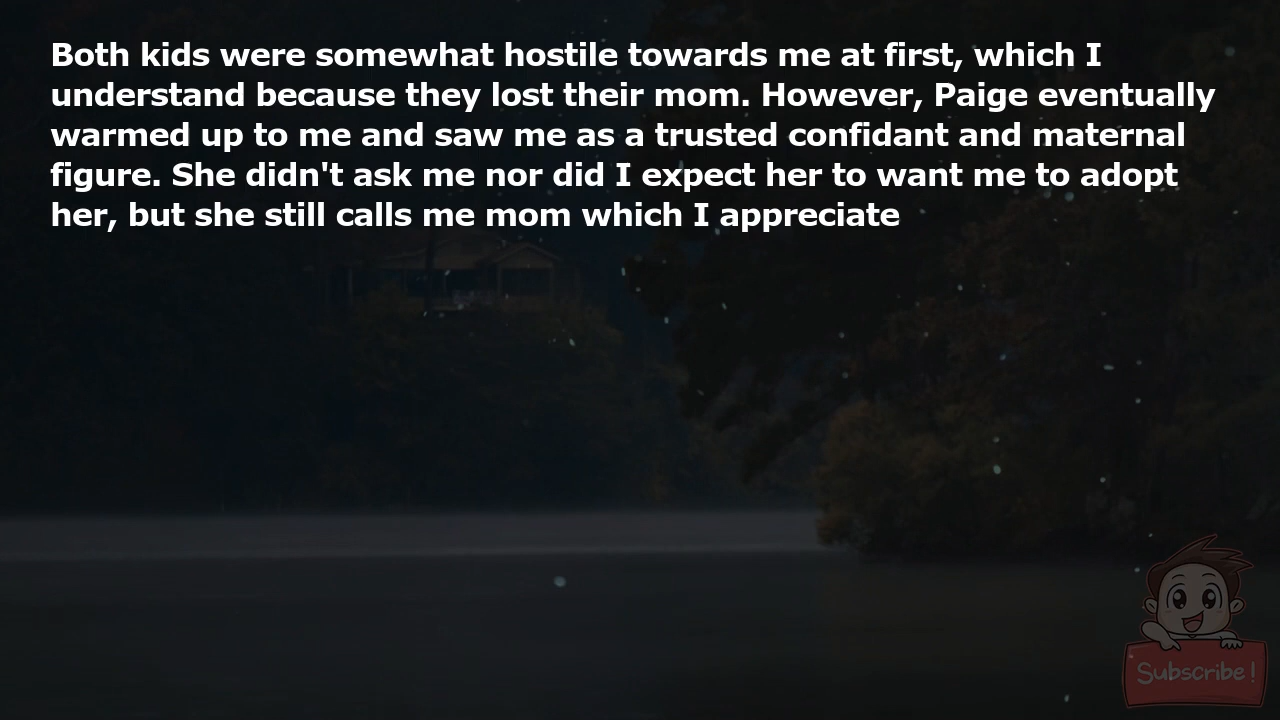 Both kids were somewhat hostile towards me at first, which I
understand because they lost their mom. However, Paige eventually
warmed up to me and saw me as a trusted confidant and maternal
figure. She didn't ask me nor did I expect her to want me to adopt
her, but she still calls me mom which I appreciate
Subscribe!